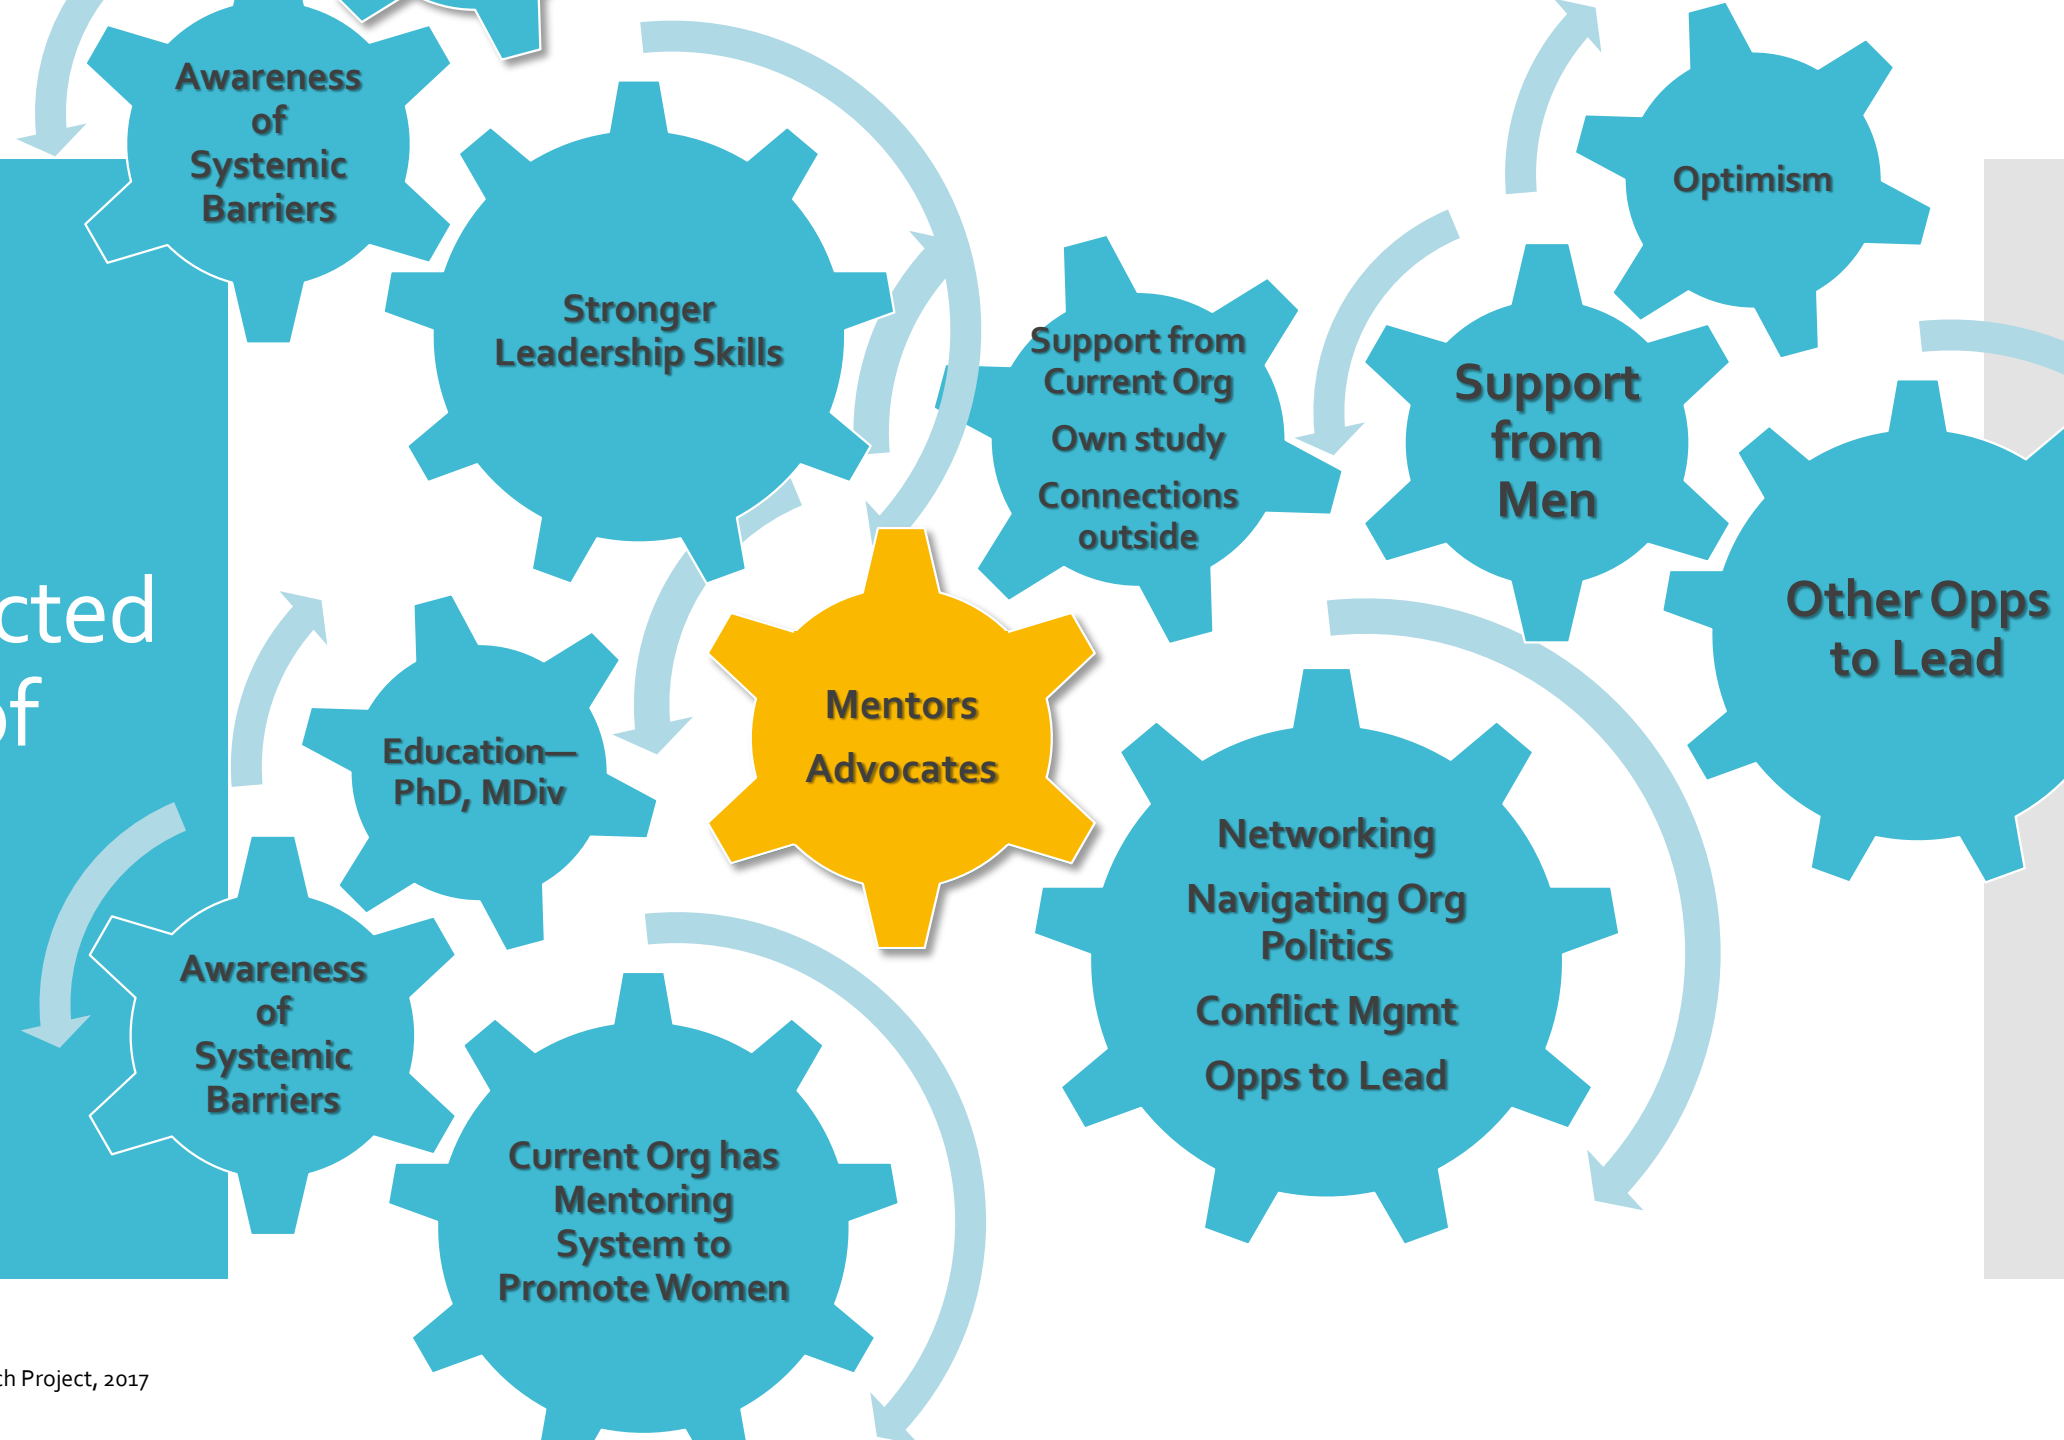 Awareness
of
Systemic
Barriers
Stronger
Leadership Skills
Support from
Current Org
Own study
Connections
outside
Optimism
Support
from
Men
Other Opps
to Lead
cted
of
Education—
PhD, MDiv
Mentors
Advocates
Networking
Navigating Org
Politics
Conflict Mgmt
Opps to Lead
Awareness
of
Systemic
Barriers
Current Org has
Mentoring
System to
Promote Women
ch Project, 2017